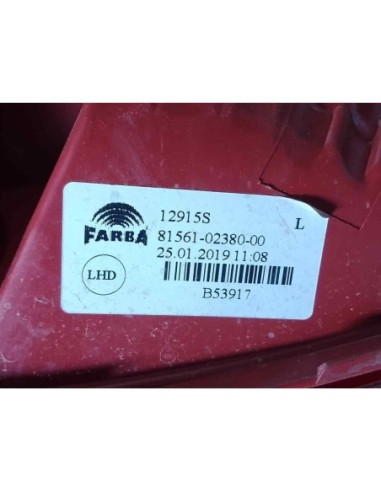 12915S
L
FARBA
81561-02380-00
25.01.2019 11:08
LHD
B53917